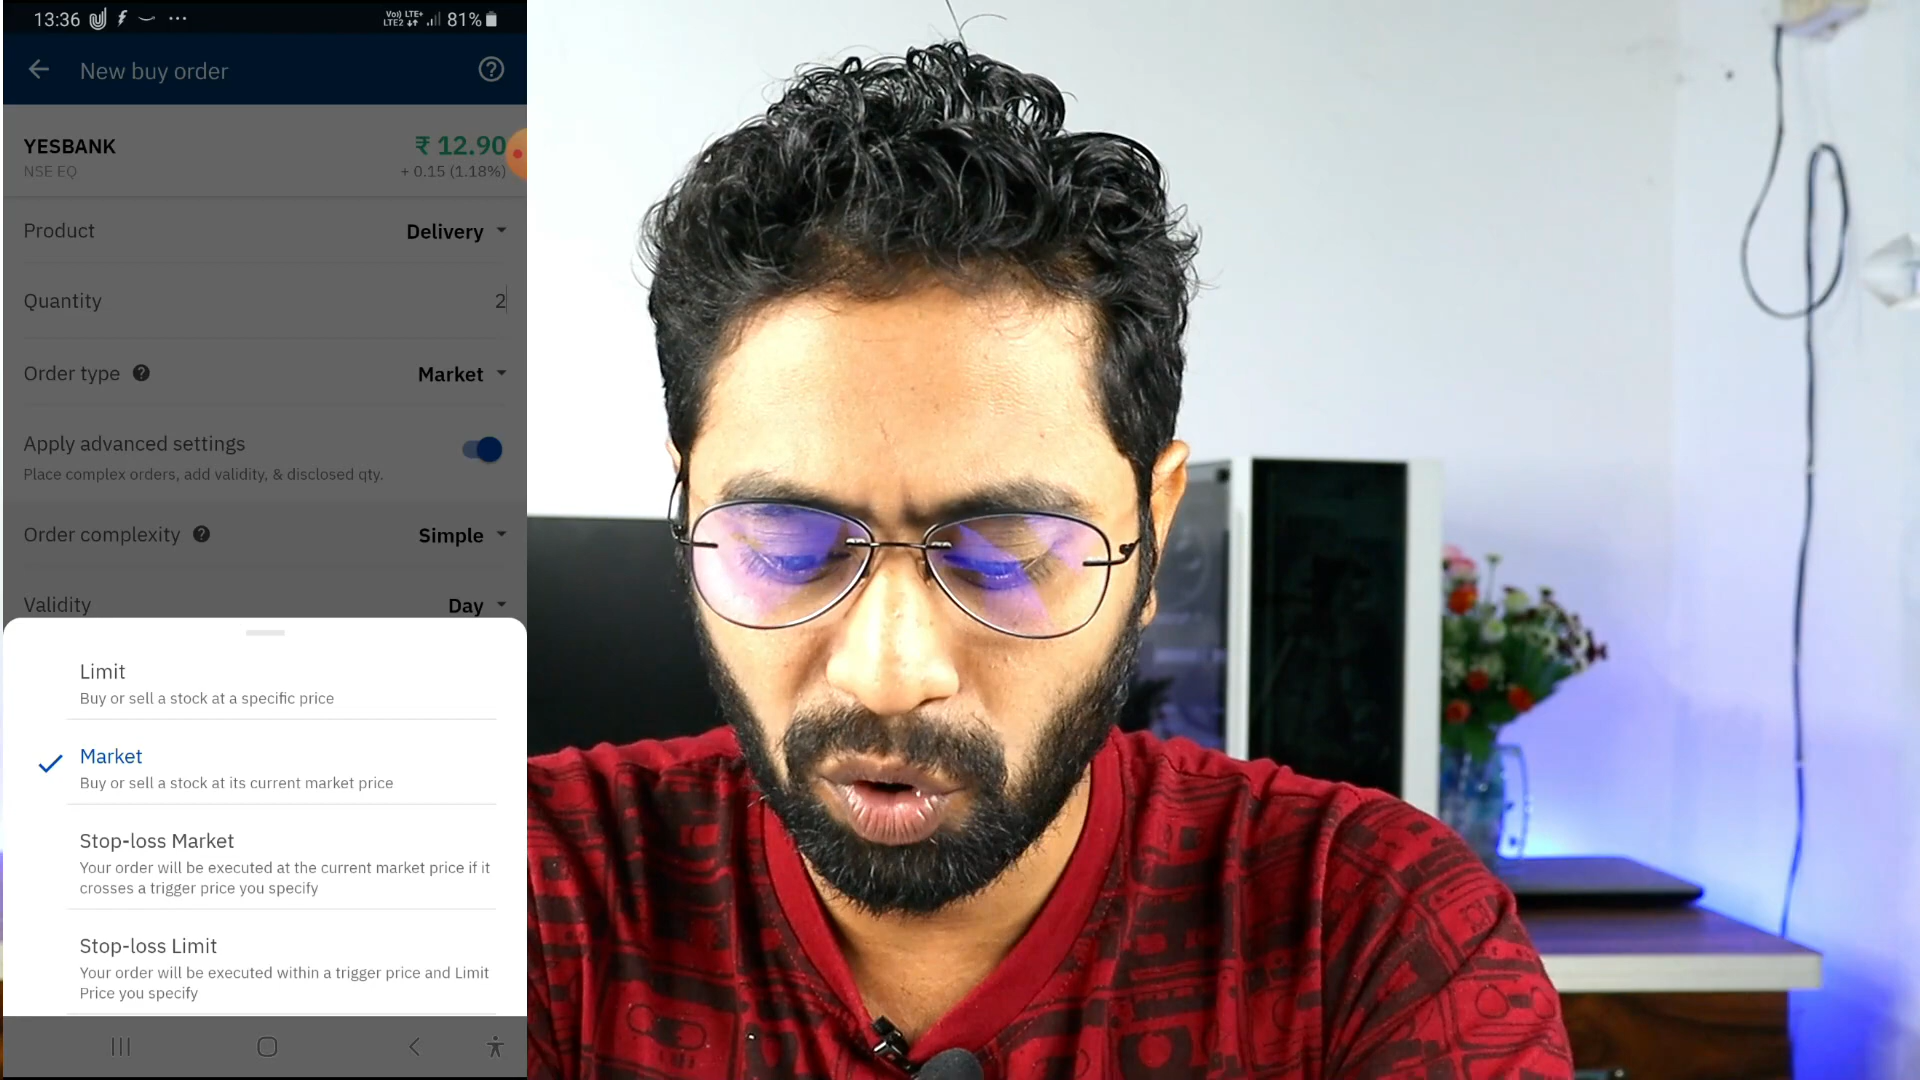 13:36
Vo) LTE+
LTE2
81%
New buy order
YESBANK
₹ 12.90
NSE EQ
+ 0.15 (1.18%)
Product
Delivery
Quantity
2
Order type
Market
Apply advanced settings
Place complex orders, add validity, & disclosed qty.
Order complexity
Simple
Validity
Day
Limit
Buy or sell a stock at a specific price
Market
Buy or sell a stock at its current market price
Stop-loss Market
Your order will be executed at the current market price if it
crosses a trigger price you specify
Stop-loss Limit
Your order will be executed within a trigger price and Limit
Price you specify